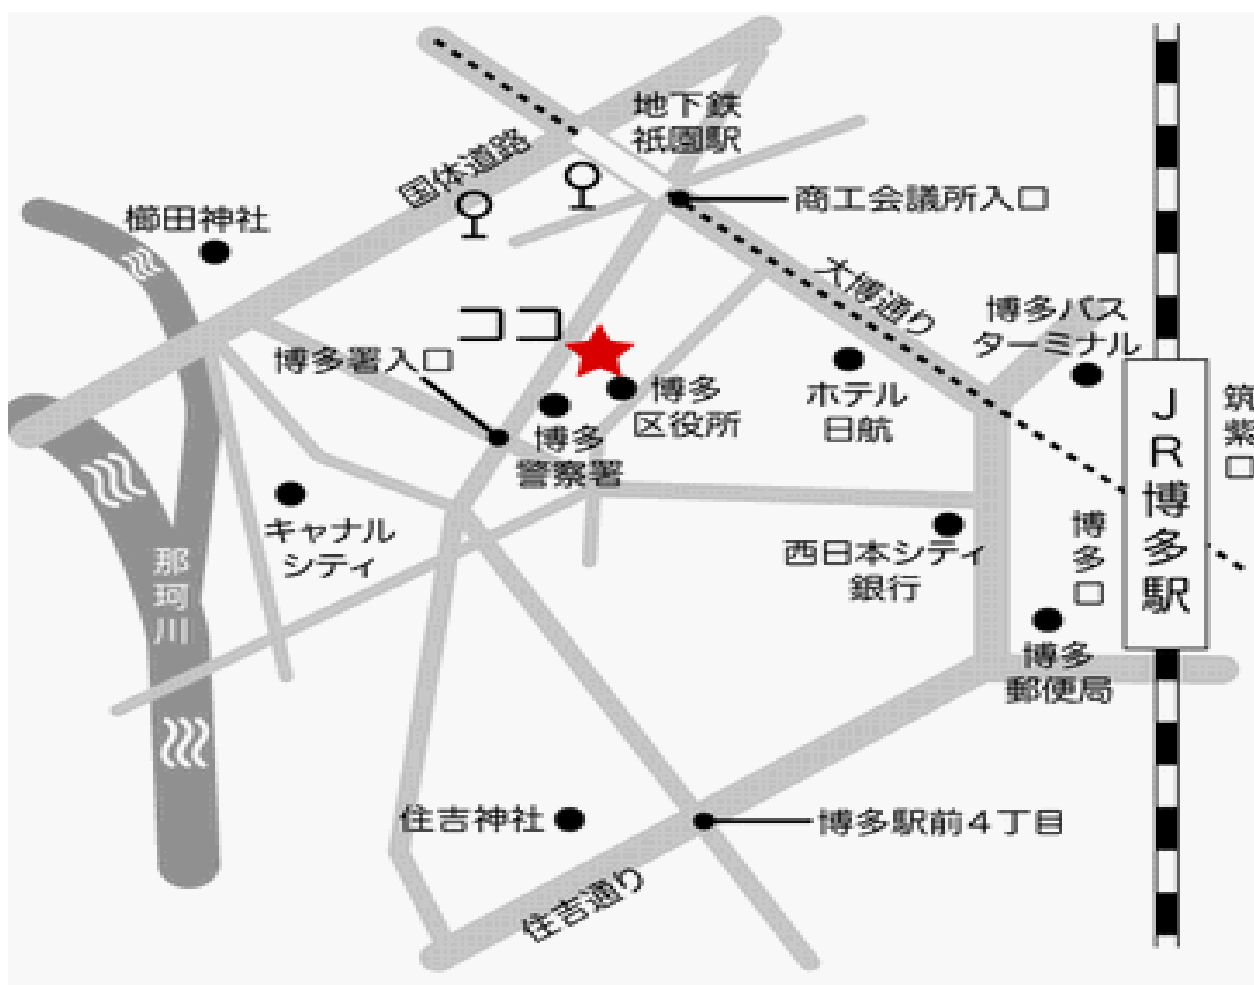 地下鉄
祇園駅
国体道路
櫛田神社
商工会議所入口
大博通り
博多バス
ターミナル
ココ
博多署入口
博多
区役所
博多
警察署
ホテル
日航
JR博多駅
筑紫口
キャナル
シティ
西日本シティ
銀行
博多口
那珂川
博多
郵便局
住吉神社
博多駅前4丁目
住吉通り